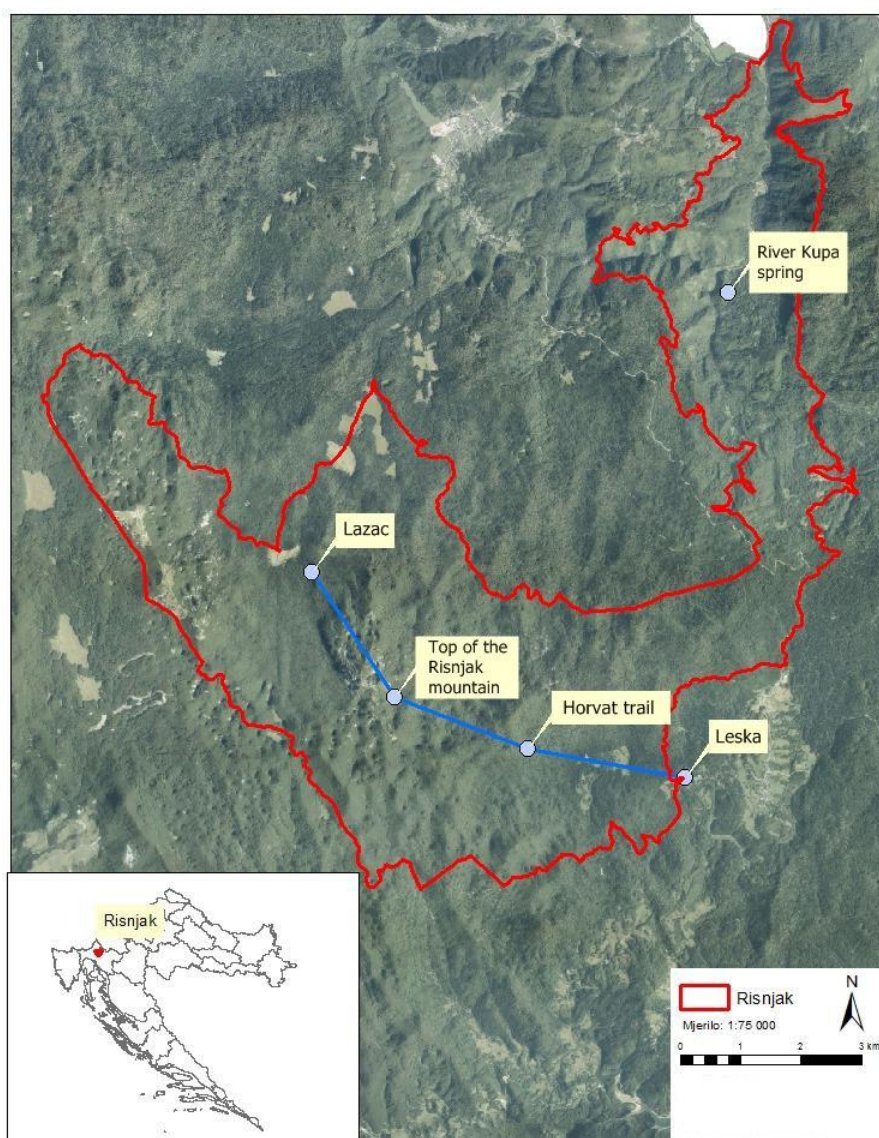 River Kupa
spring
Lazac
Top of the
Risnjak
mountain
Horvat trail
Leska
Risnjak
Risnjak
N
Mjerilo: 1:75 000
0 1 2 3 km